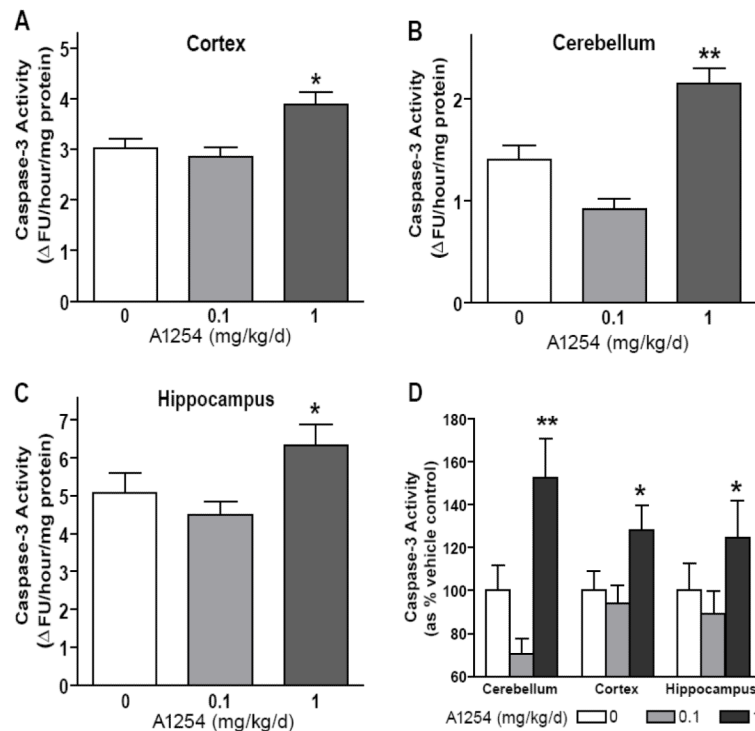 A
Cortex
Caspase-3 Activity
(ΔFU/hour/mg protein)
5
4
3
2
1
0
*
0 0.1 1
A1254 (mg/kg/d)
B
Cerebellum
Caspase-3 Activity
(ΔFU/hour/mg protein)
2
1
0
**
0 0.1 1
A1254 (mg/kg/d)
C
Hippocampus
Caspase-3 Activity
(ΔFU/hour/mg protein)
7
6
5
4
3
2
1
0
*
0 0.1 1
A1254 (mg/kg/d)
D
Caspase-3 Activity
(as % vehicle control)
180
160
140
120
100
80
60
**
*
*
Cerebellum Cortex Hippocampus
A1254 (mg/kg/d) 0 0.1